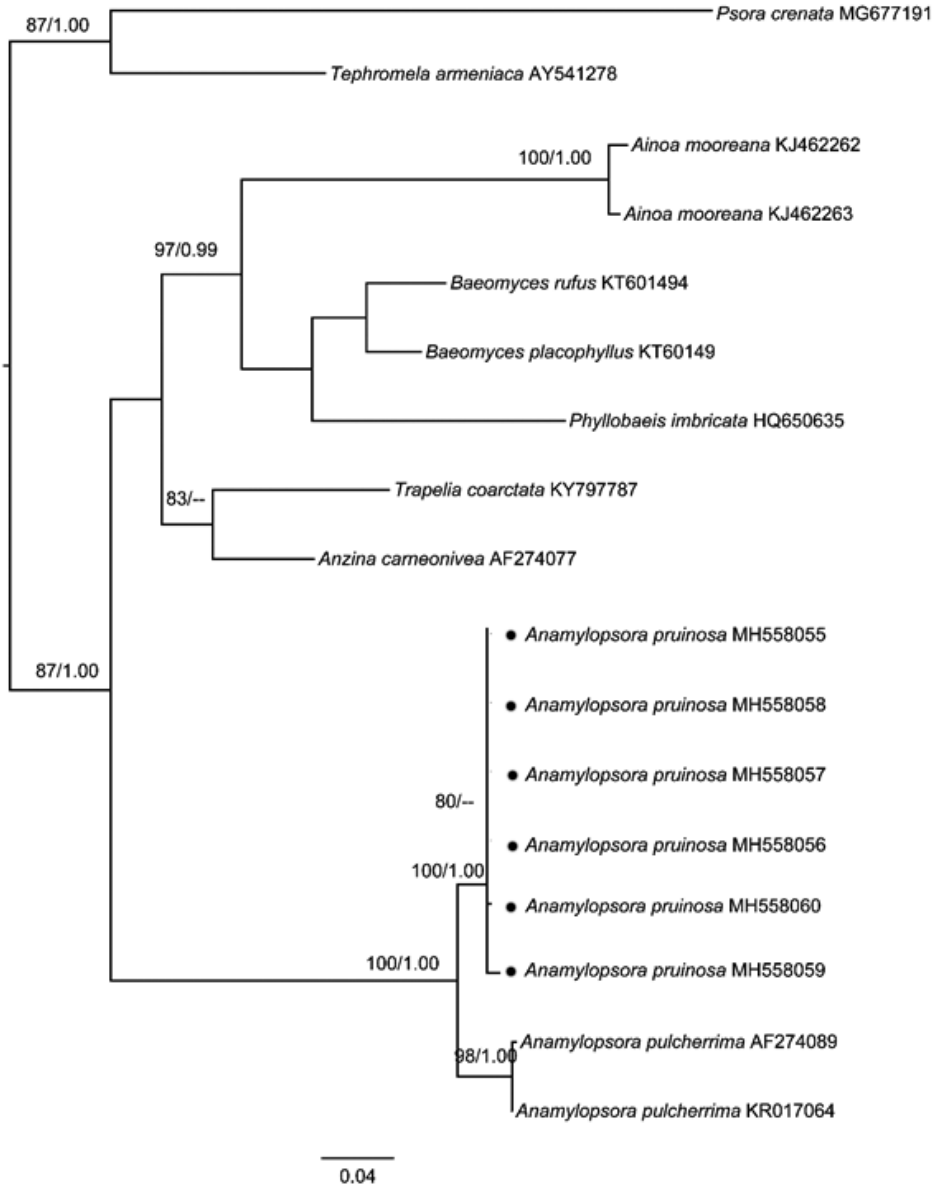 Psora crenata MG677191
87/1.00
Tephromela armeniaca AY541278
Ainoa mooreana KJ462262
100/1.00
Ainoa mooreana KJ462263
97/0.99
Baeomyces rufus KT601494
Baeomyces placophyllus KT60149
Phyllobaeis imbricata HQ650635
Trapelia coarctata KY797787
83/--
Anzina carneonivea AF274077
Anamylopsora pruinosa MH558055
87/1.00
Anamylopsora pruinosa MH558058
Anamylopsora pruinosa MH558057
80/--
Anamylopsora pruinosa MH558056
100/1.00
Anamylopsora pruinosa MH558060
100/1.00
Anamylopsora pruinosa MH558059
Anamylopsora pulcherrima AF274089
98/1.00
Anamylopsora pulcherrima KR017064
0.04